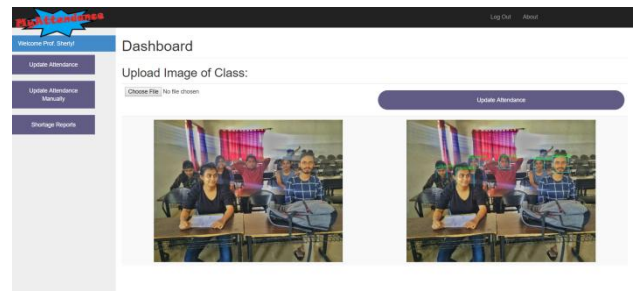 MyAttendance
Log Out About
Welcome Prof. Sherly!
Dashboard
Update Attendance
Upload Image of Class:
Choose File No file chosen
Update Attendance
Update Attendance
Manually
Shortage Reports